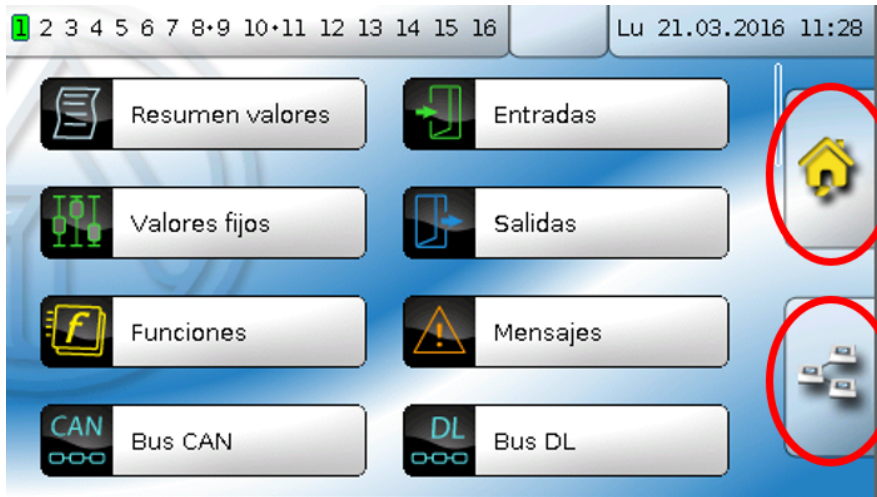 1 2 3 4 5 6 7 8•9 10•11 12 13 14 15 16 Lu 21.03.2016 11:28
Resumen valores Entradas
Valores fijos Salidas
f Funciones Mensajes
CAN Bus CAN DL Bus DL